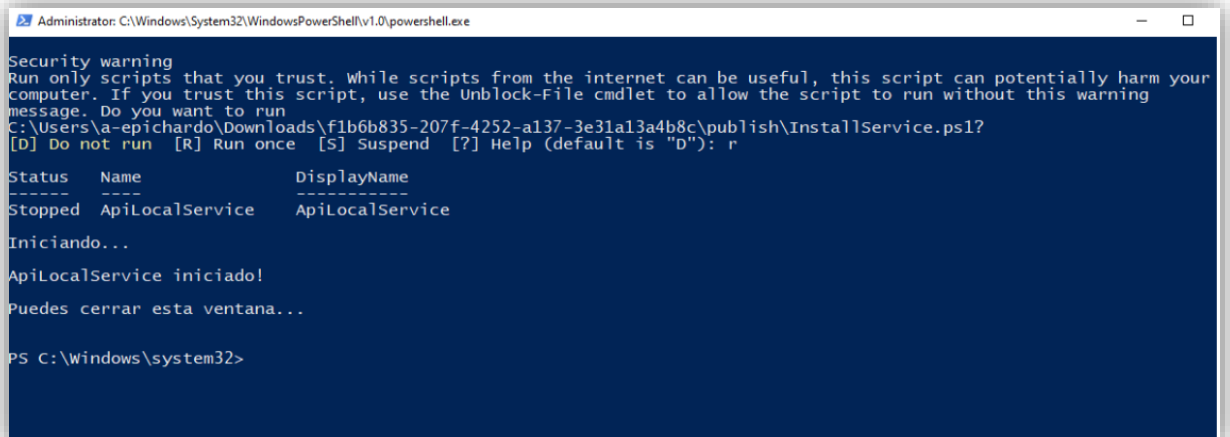 Administrator: C:\Windows\System32\WindowsPowerShell\v1.0\powershell.exe
Security warning
Run only scripts that you trust. While scripts from the internet can be useful, this script can potentially harm your
computer. If you trust this script, use the Unblock-File cmdlet to allow the script to run without this warning
message. Do you want to run
C:\Users\a-epichardo\Downloads\f1b6b835-207f-4252-a137-3e31a13a4b8c\publish\InstallService.ps1?
[D] Do not run  [R] Run once  [S] Suspend  [?] Help (default is "D"): r
Status   Name               DisplayName
------   ----               -----------
Stopped  ApiLocalService    ApiLocalService
Iniciando...
ApiLocalService iniciado!
Puedes cerrar esta ventana...
PS C:\Windows\system32>